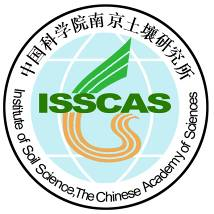 中国科学院南京土壤研究所
ISSCAS
Institute of Soil Science,The Chinese Academy of Sciences